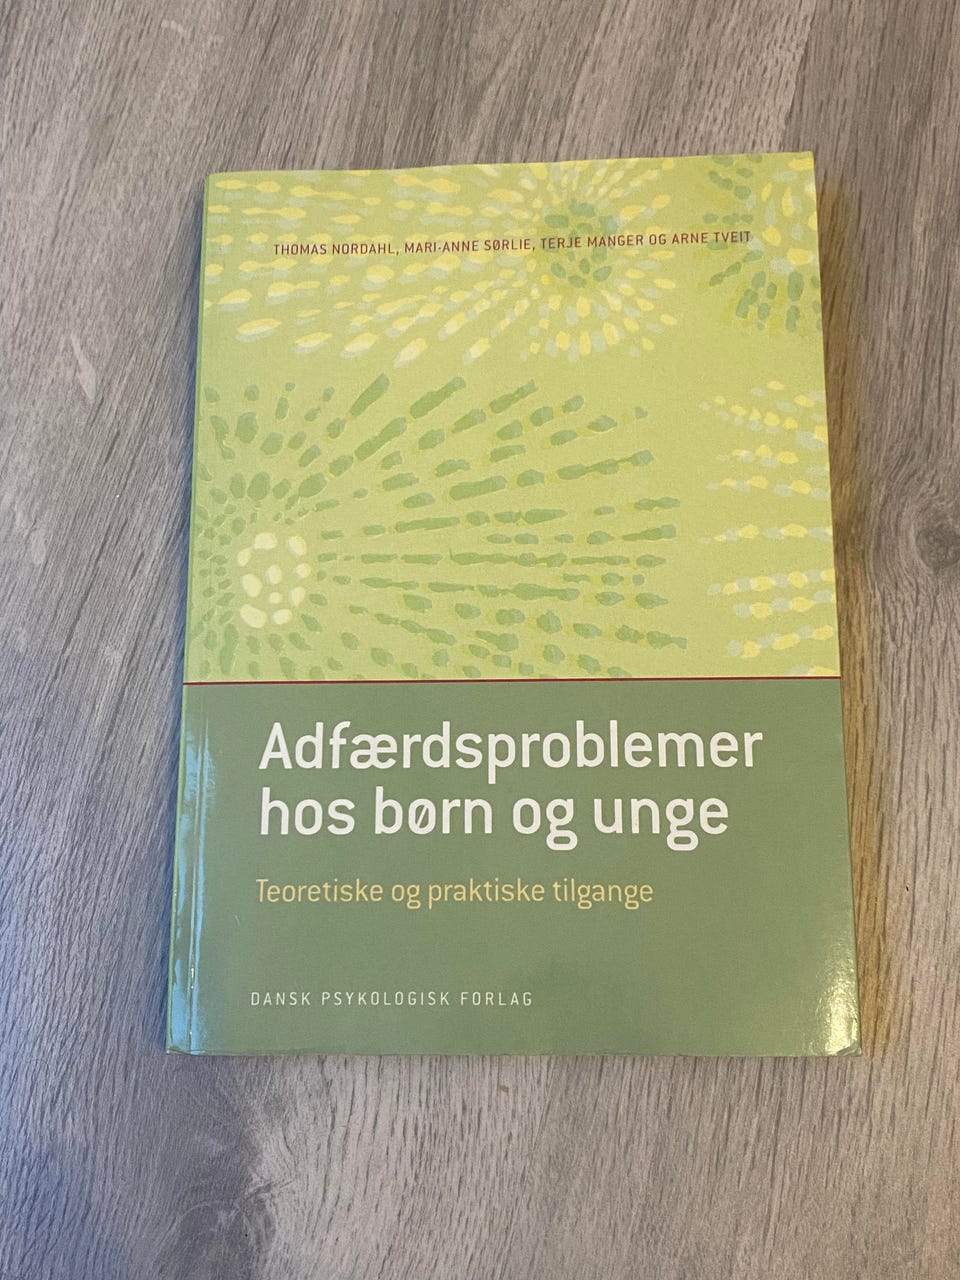 THOMAS NORDAHL, MARI-ANNE SØRLIE, TERJE MANGER OG ARNE TVEIT
Adfærdsproblemer
hos børn og unge
Teoretiske og praktiske tilgange
DANSK PSYKOLOGISK FORLAG